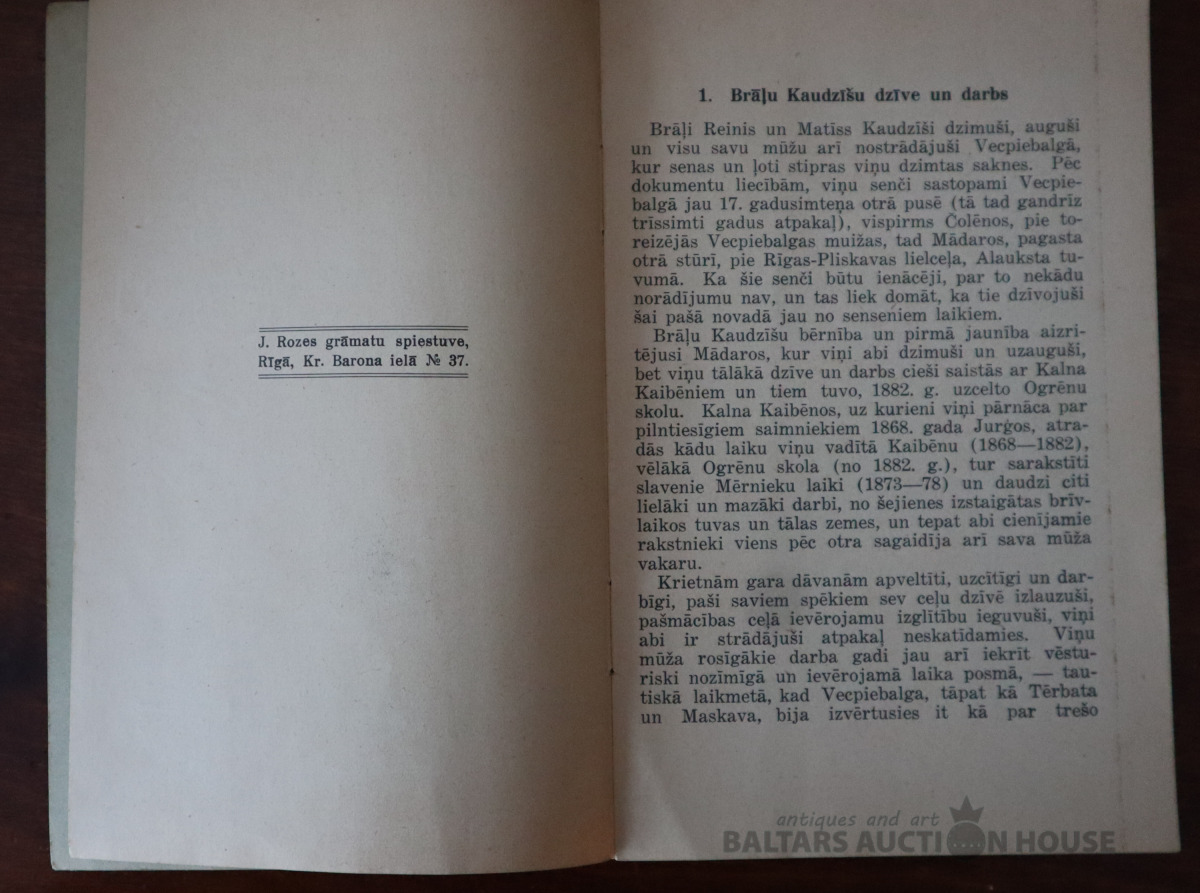 J. Rozes grāmatu spiestuve,
Rīgā, Kr. Barona ielā № 37.
1. Brāļu Kaudzīšu dzīve un darbs
Brāļi Reinis un Matīss Kaudzīši dzimuši, auguši
un visu savu mūžu arī nostrādājuši Vecpiebalgā,
kur senas un ļoti stipras viņu dzimtas saknes. Pēc
dokumentu liecībām, viņu senči sastopami Vecpie-
balgā jau 17. gadusimteņa otrā pusē (tā tad gandrīz
trīssimti gadus atpakaļ), vispirms Čolēnos, pie to-
reizējās Vecpiebalgas muižas, tad Mādaros, pagasta
otrā stūrī, pie Rīgas-Pliskavas lielceļa, Alauksta tu-
vumā. Ka šie senči būtu ienācēji, par to nekādu
norādījumu nav, un tas liek domāt, ka tie dzīvojuši
šai pašā novadā jau no senseniem laikiem.
Brāļu Kaudzīšu bērnība un pirmā jaunība aizri-
tējusi Mādaros, kur viņi abi dzimuši un uzauguši,
bet viņu tālākā dzīve un darbs cieši saistās ar Kalna
Kaibēniem un tiem tuvo, 1882. g. uzcelto Ogrēnu
skolu. Kalna Kaibēnos, uz kurieni viņi pārnāca par
pilntiesīgiem saimniekiem 1868. gada Jurģos, atra-
dās kādu laiku viņu vadītā Kaibēnu (1868—1882),
vēlākā Ogrēnu skola (no 1882. g.), tur sarakstīti
slavenie Mērnieku laiki (1873—78) un daudzi citi
lielāki un mazāki darbi, no šejienes izstaigātas brīv-
laikos tuvas un tālas zemes, un tepat abi cienījamie
rakstnieki viens pēc otra sagaidīja arī sava mūža
vakaru.
Krietnām gara dāvanām apveltīti, uzcītīgi un dar-
bīgi, paši saviem spēkiem sev ceļu dzīvē izlauzuši,
pašmācības ceļā ievērojamu izglītību ieguvuši, viņi
abi ir strādājuši atpakaļ neskatīdamies. Viņu
mūža rosīgākie darba gadi jau arī iekrīt vēstu-
riski nozīmīgā un ievērojamā laika posmā, — tau-
tiskā laikmetā, kad Vecpiebalga, tāpat kā Tērbata
un Maskava, bija izvērtusies it kā par trešo
antiques and art
BALTARS AUCTION HOUSE